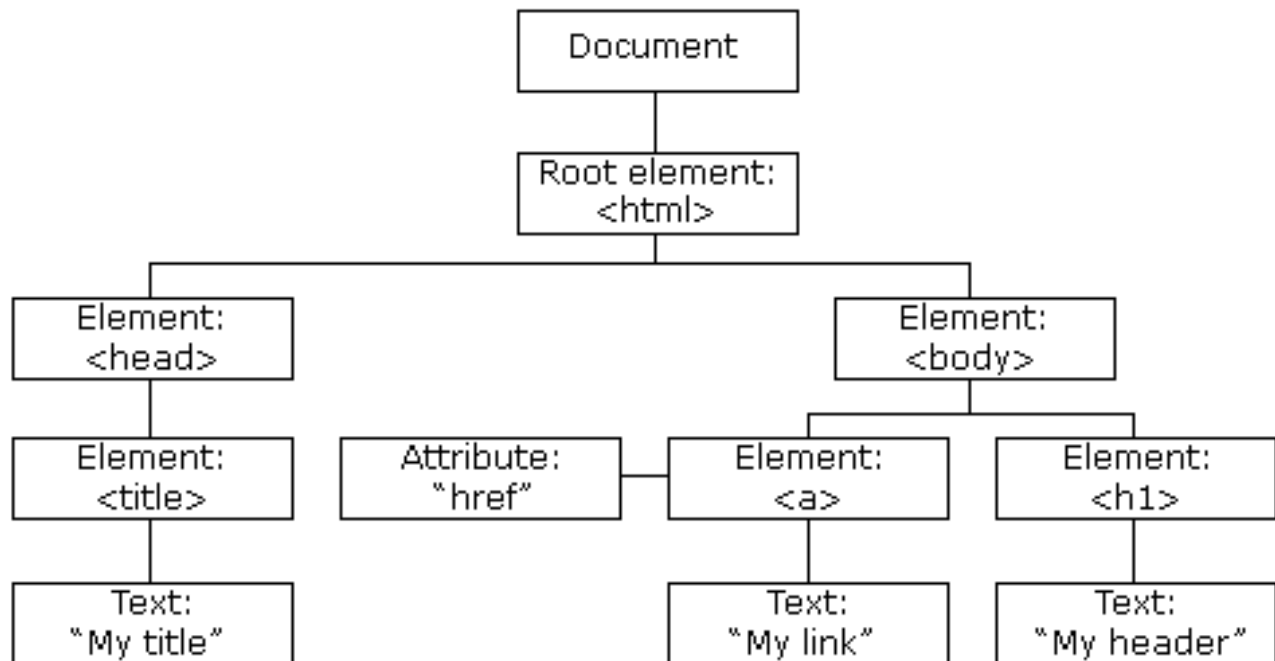 Document
Root element:
<html>
Element:
<head>
Element:
<body>
Element:
<title>
Attribute:
“href”
Element:
<a>
Element:
<h1>
Text:
“My title”
Text:
“My link”
Text:
“My header”